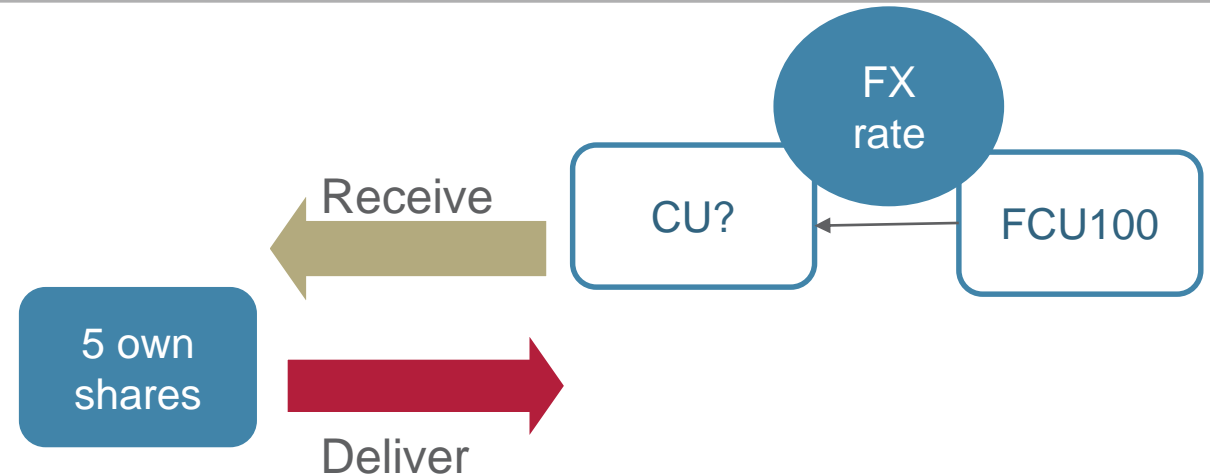 FX
rate
Receive
CU?
FCU100
5 own
shares
Deliver